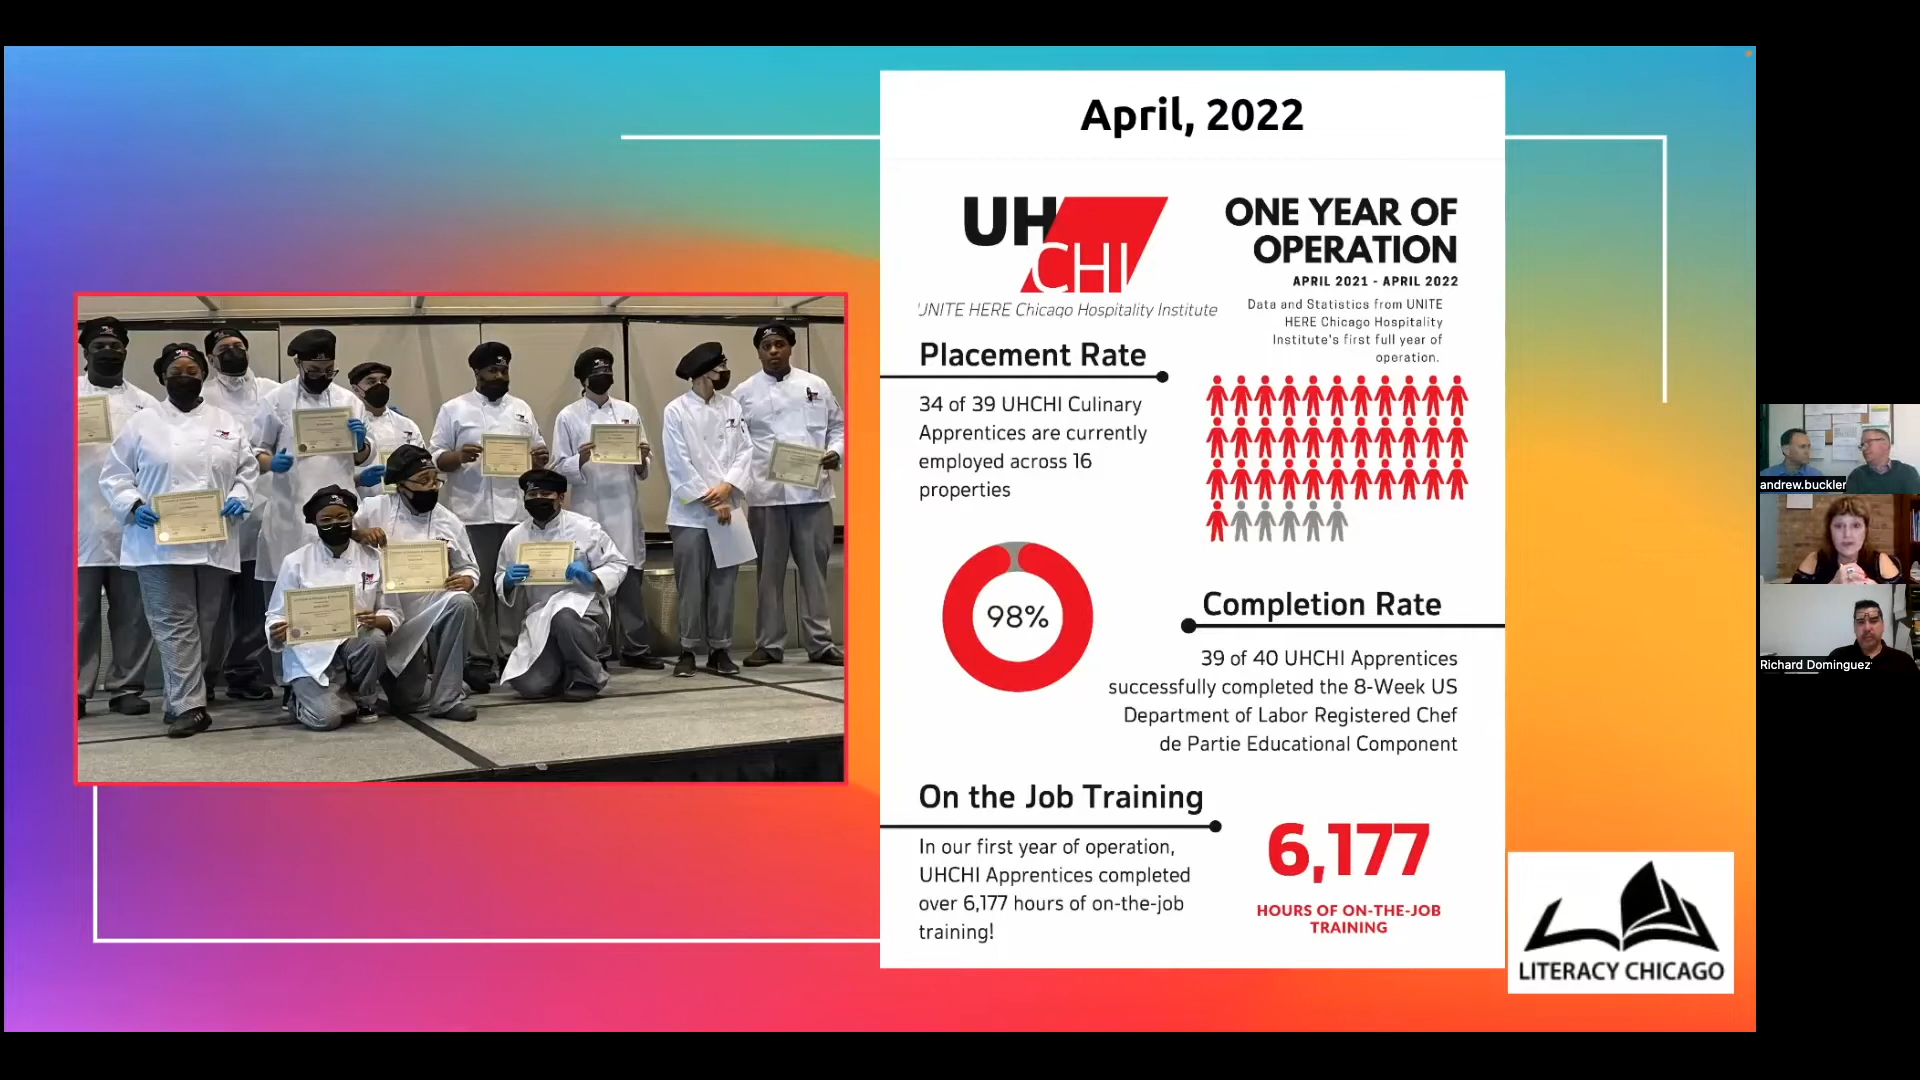 April, 2022
UH
CHI
UNITE HERE Chicago Hospitality Institute
ONE YEAR OF
OPERATION
APRIL 2021 - APRIL 2022
Data and Statistics from UNITE
HERE Chicago Hospitality
Institute's first full year of
operation.
Placement Rate
34 of 39 UHCHI Culinary
Apprentices are currently
employed across 16
properties
98%
Completion Rate
39 of 40 UHCHI Apprentices
successfully completed the 8-Week US
Department of Labor Registered Chef
de Partie Educational Component
On the Job Training
In our first year of operation,
UHCHI Apprentices completed
over 6,177 hours of on-the-job
training!
6,177
HOURS OF ON-THE-JOB
TRAINING
LITERACY CHICAGO
andrew.buckler
Richard Dominguez